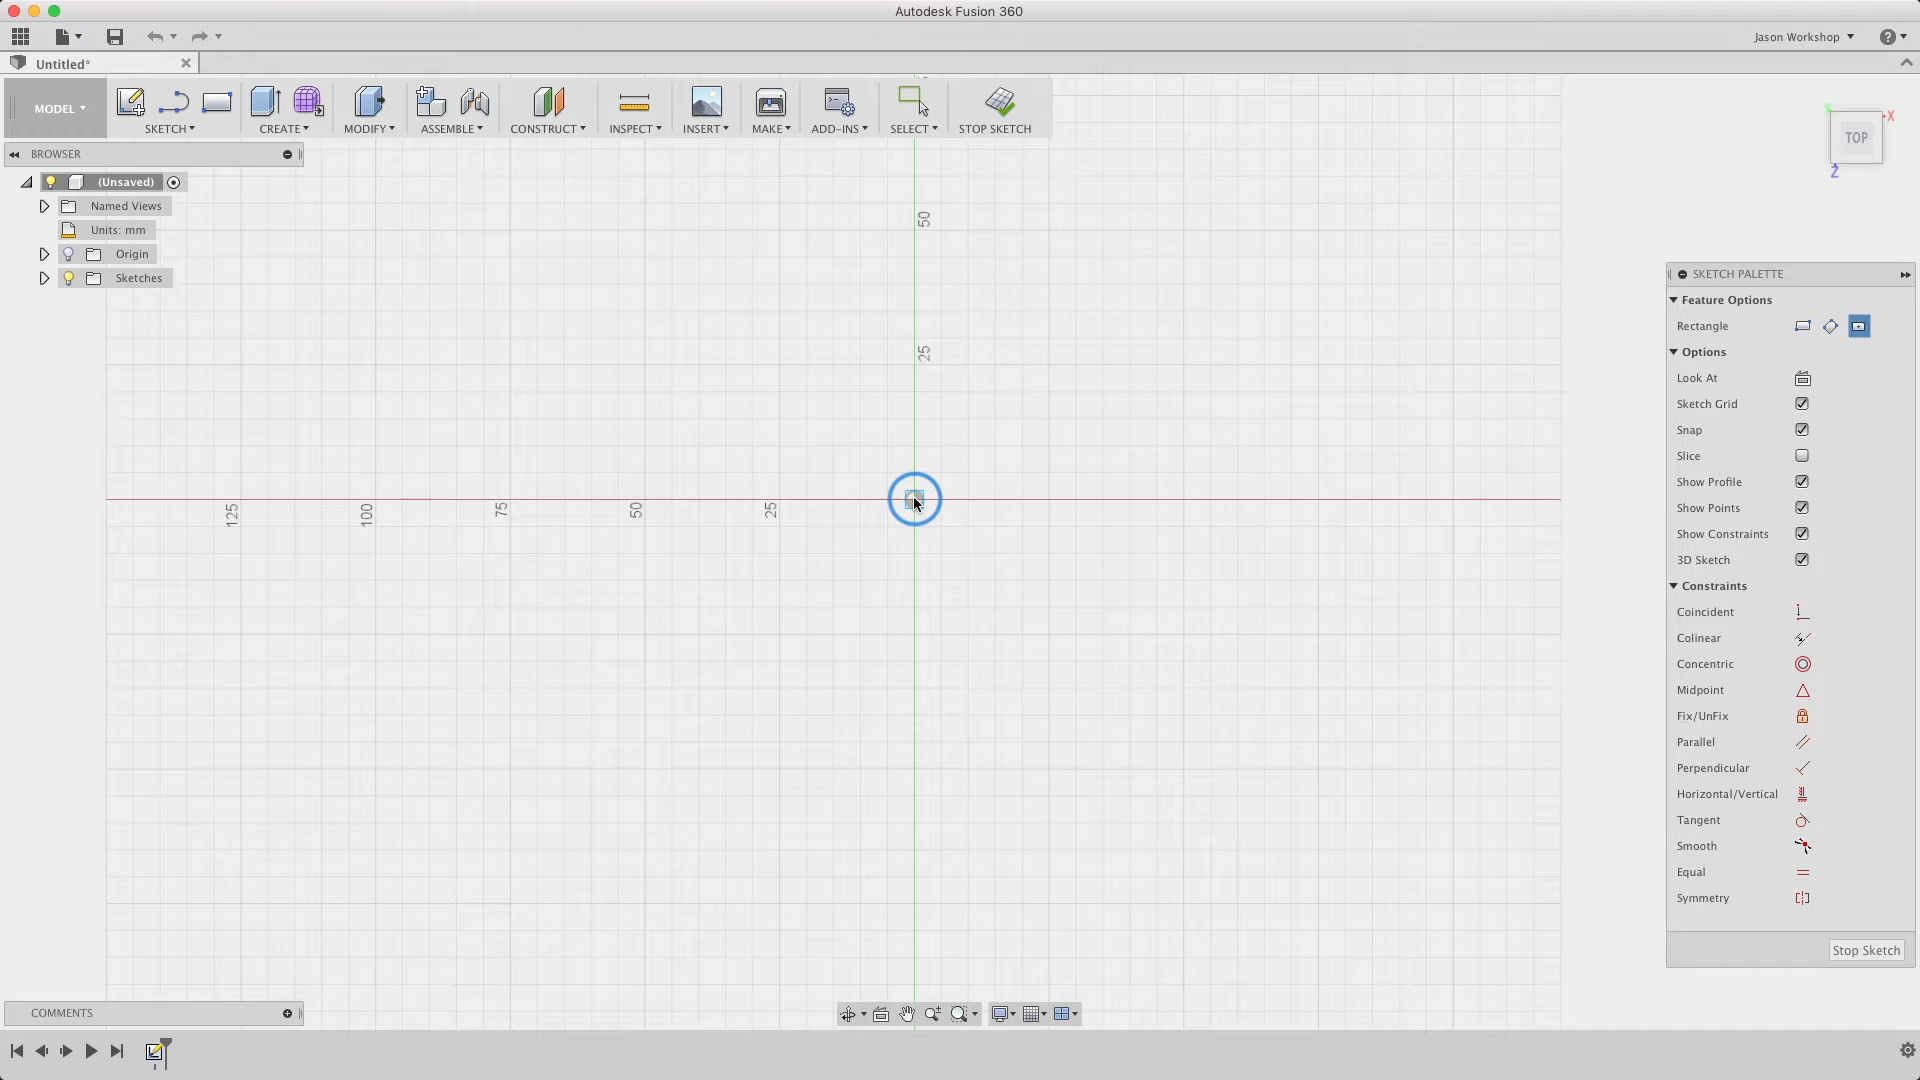 Autodesk Fusion 360
Jason Workshop
Untitled*
MODEL
SKETCH
CREATE
MODIFY
ASSEMBLE
CONSTRUCT
INSPECT
INSERT
MAKE
ADD-INS
SELECT
STOP SKETCH
BROWSER
(Unsaved)
Named Views
Units: mm
Origin
Sketches
TOP
X
Z
50
25
125
100
75
50
25
SKETCH PALETTE
Feature Options
Rectangle
Options
Look At
Sketch Grid
Snap
Slice
Show Profile
Show Points
Show Constraints
3D Sketch
Constraints
Coincident
Colinear
Concentric
Midpoint
Fix/UnFix
Parallel
Perpendicular
Horizontal/Vertical
Tangent
Smooth
Equal
Symmetry
Stop Sketch
COMMENTS